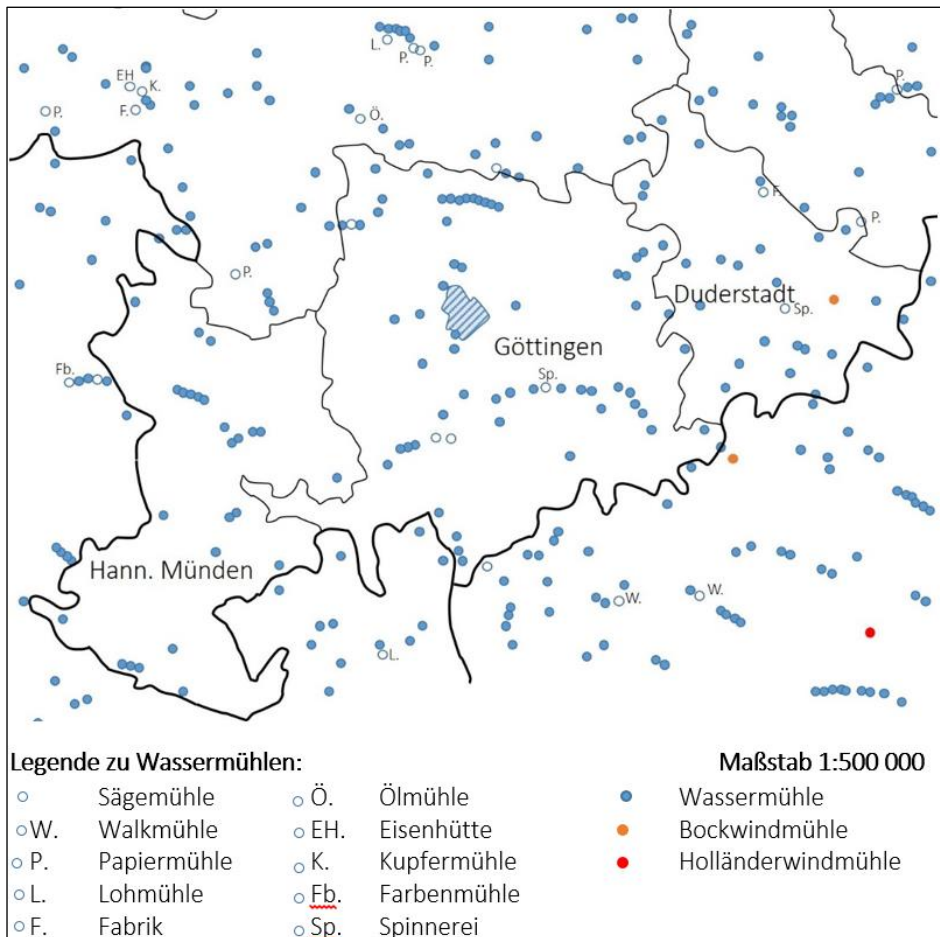 L.
P.
P.
EH
K.
P.
F.
P.
Ö.
F.
P.
P.
Duderstadt
Sp.
Göttingen
Fb.
Sp.
Hann. Münden
W.
W.
L.
Legende zu Wassermühlen:
Maßstab 1:500 000
Sägemühle
Ö. Ölmühle
Wassermühle
W. Walkmühle
EH. Eisenhütte
Bockwindmühle
P. Papiermühle
K. Kupfermühle
Holländerwindmühle
L. Lohmühle
Fb. Farbenmühle
F. Fabrik
Sp. Spinnerei